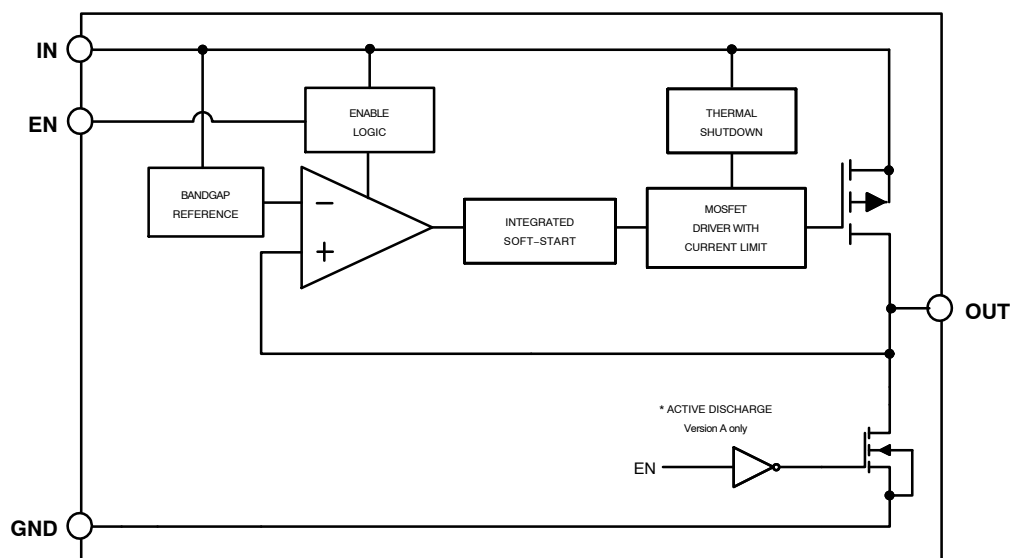 IN
EN
ENABLE
LOGIC
THERMAL
SHUTDOWN
BANDGAP
REFERENCE
−
+
INTEGRATED
SOFT−START
MOSFET
DRIVER WITH
CURRENT LIMIT
OUT
* ACTIVE DISCHARGE
Version A only
EN
GND